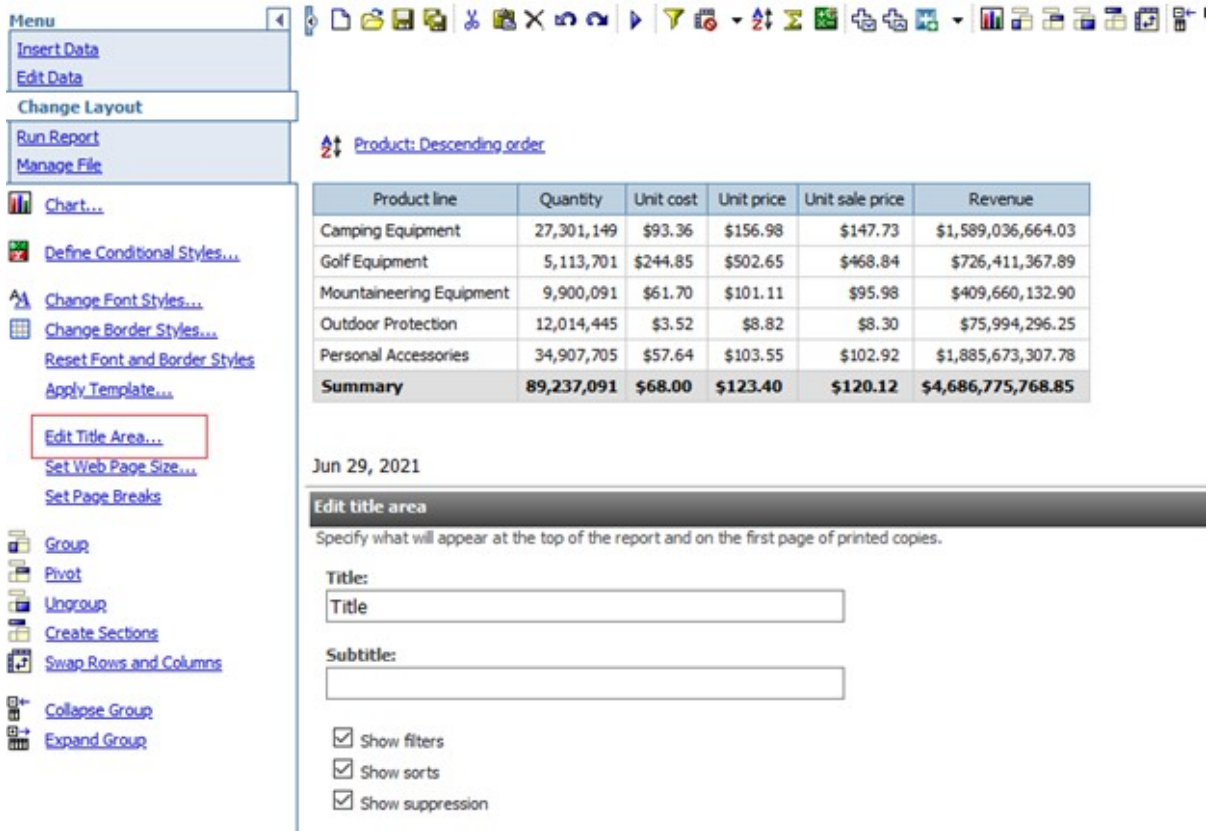 Menu
Insert Data
Edit Data
Change Layout
Run Report
Manage File
Chart...
Define Conditional Styles...
Change Font Styles...
Change Border Styles...
Reset Font and Border Styles
Apply Template...
Edit Title Area...
Set Web Page Size...
Set Page Breaks
Group
Pivot
Ungroup
Create Sections
Swap Rows and Columns
Collapse Group
Expand Group
Product: Descending order
Product line Quantity Unit cost Unit price Unit sale price Revenue
Camping Equipment 27,301,149 $93.36 $156.98 $147.73 $1,589,036,664.03
Golf Equipment 5,113,701 $244.85 $502.65 $468.84 $726,411,367.89
Mountaineering Equipment 9,900,091 $61.70 $101.11 $95.98 $409,660,132.90
Outdoor Protection 12,014,445 $3.52 $8.82 $8.30 $75,994,296.25
Personal Accessories 34,907,705 $57.64 $103.55 $102.92 $1,885,673,307.78
Summary 89,237,091 $68.00 $123.40 $120.12 $4,686,775,768.85
Jun 29, 2021
Edit title area
Specify what will appear at the top of the report and on the first page of printed copies.
Title:
Title
Subtitle:
Show filters
Show sorts
Show suppression